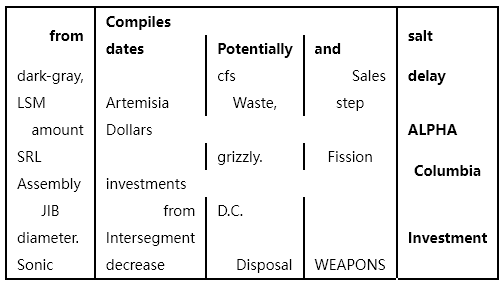 from Compiles salt
dates Potentially and
dark-gray, cfs Sales delay
LSM Artemisia Waste, step
amount Dollars ALPHA
SRL grizzly. Fission
Columbia
Assembly investments
JIB from D.C.
diameter. Intersegment Investment
Sonic decrease Disposal WEAPONS